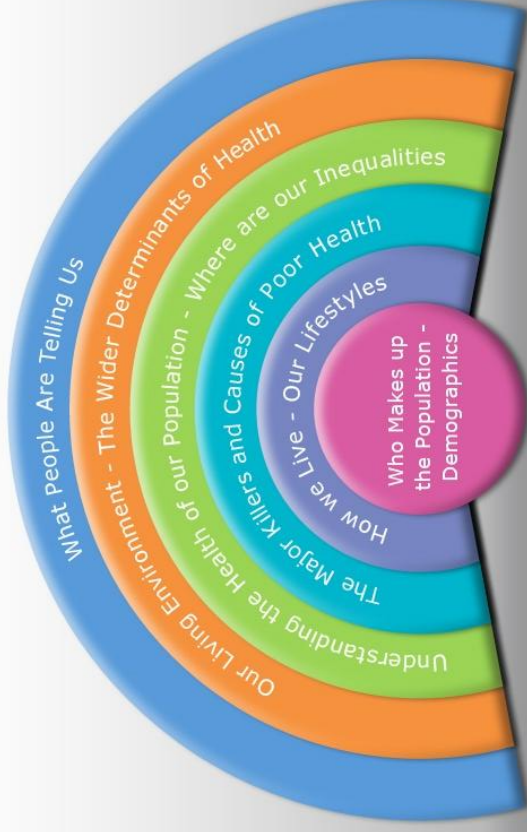 What People Are Telling Us
Our Living Environment - The Wider Determinants of Health
Understanding the Health of our Population - Where are our Inequalities
The Major Killers and Causes of Poor Health
How we Live - Our Lifestyles
Who Makes up
the Population -
Demographics